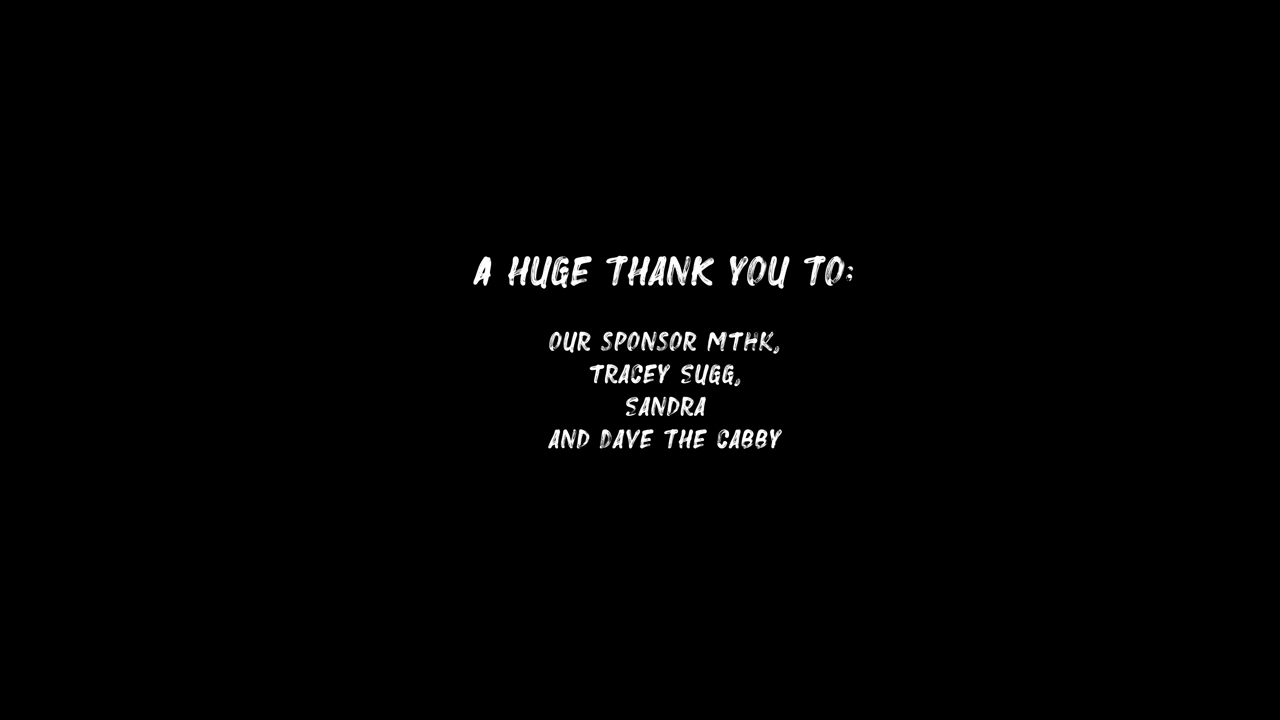 A HUGE THANK YOU TO:
OUR SPONSOR MTHK,
TRACEY SUGG,
SANDRA
AND DAVE THE CABBY